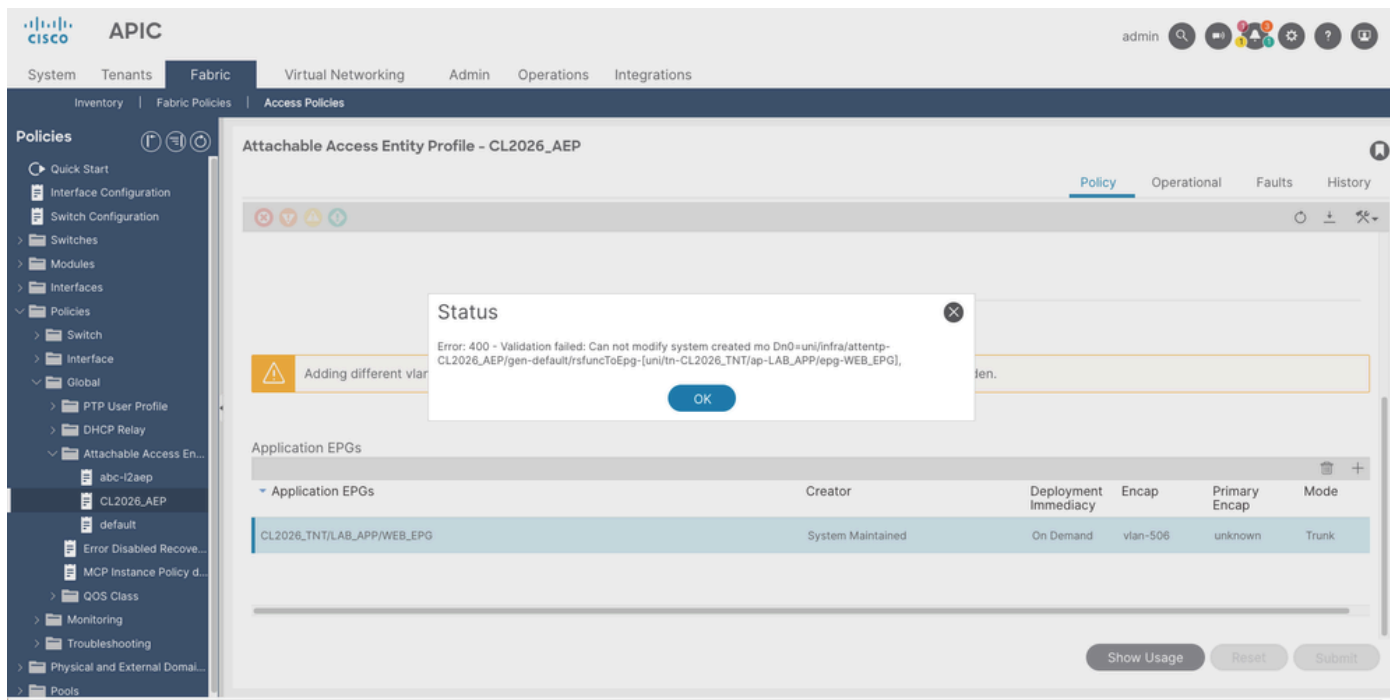 CISCO
APIC
admin
System Tenants Fabric Virtual Networking Admin Operations Integrations
Inventory | Fabric Policies | Access Policies
Policies
Quick Start
Interface Configuration
Switch Configuration
Switches
Modules
Interfaces
Policies
Switch
Interface
Global
PTP User Profile
DHCP Relay
Attachable Access En...
abc-l2aep
CL2026_AEP
default
Error Disabled Recove...
MCP Instance Policy d...
QOS Class
Monitoring
Troubleshooting
Physical and External Domai...
Pools
Attachable Access Entity Profile - CL2026_AEP
Policy Operational Faults History
Status
Error: 400 - Validation failed: Can not modify system created mo Dn0=uni/infra/attentp-
CL2026_AEP/gen-default/rsfuncToEpg-[uni/tn-CL2026_TNT/ap-LAB_APP/epg-WEB_EPG],
OK
Adding different vlan
Application EPGs
Application EPGs Creator Deployment Immediacy Encap Primary Encap Mode
CL2026_TNT/LAB_APP/WEB_EPG System Maintained On Demand vlan-506 unknown Trunk
Show Usage Reset Submit